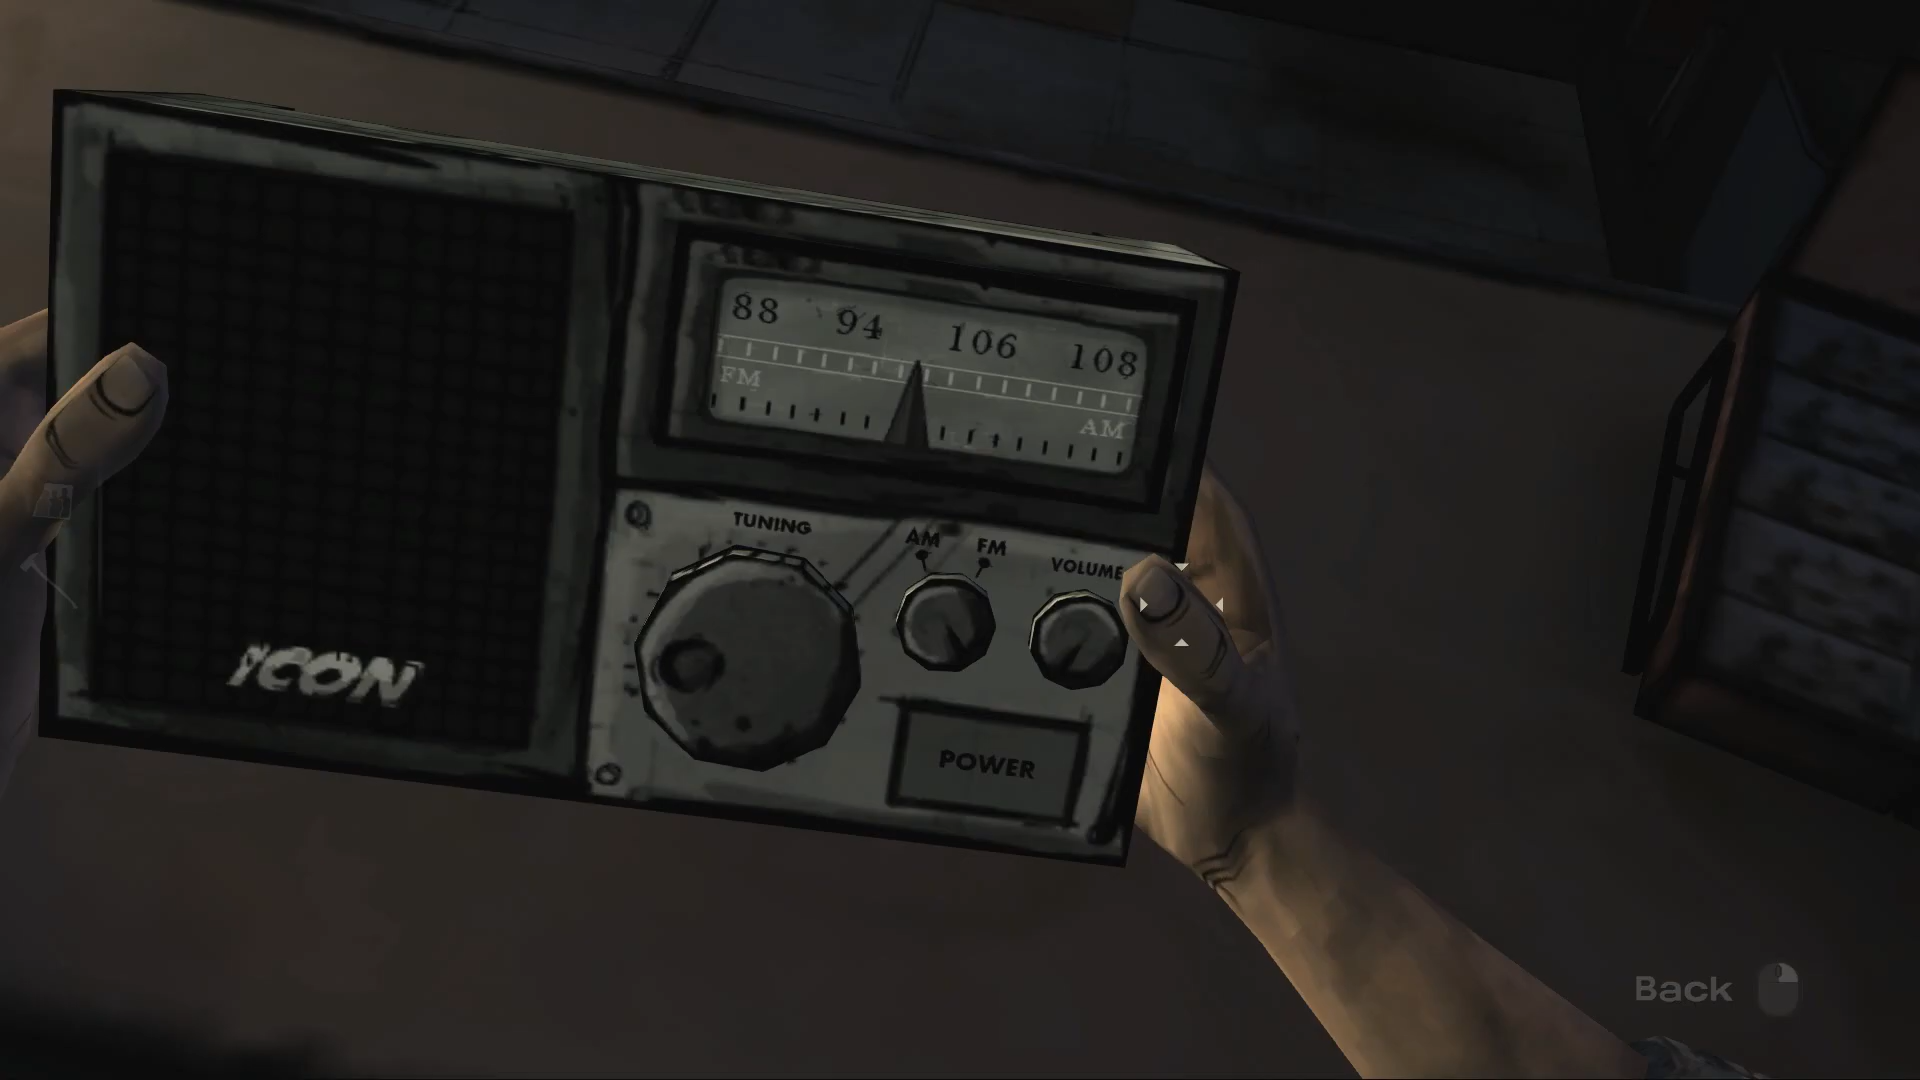 88 94 106 108
FM
AM
TUNING
AM FM
VOLUME
ICON
POWER
Back